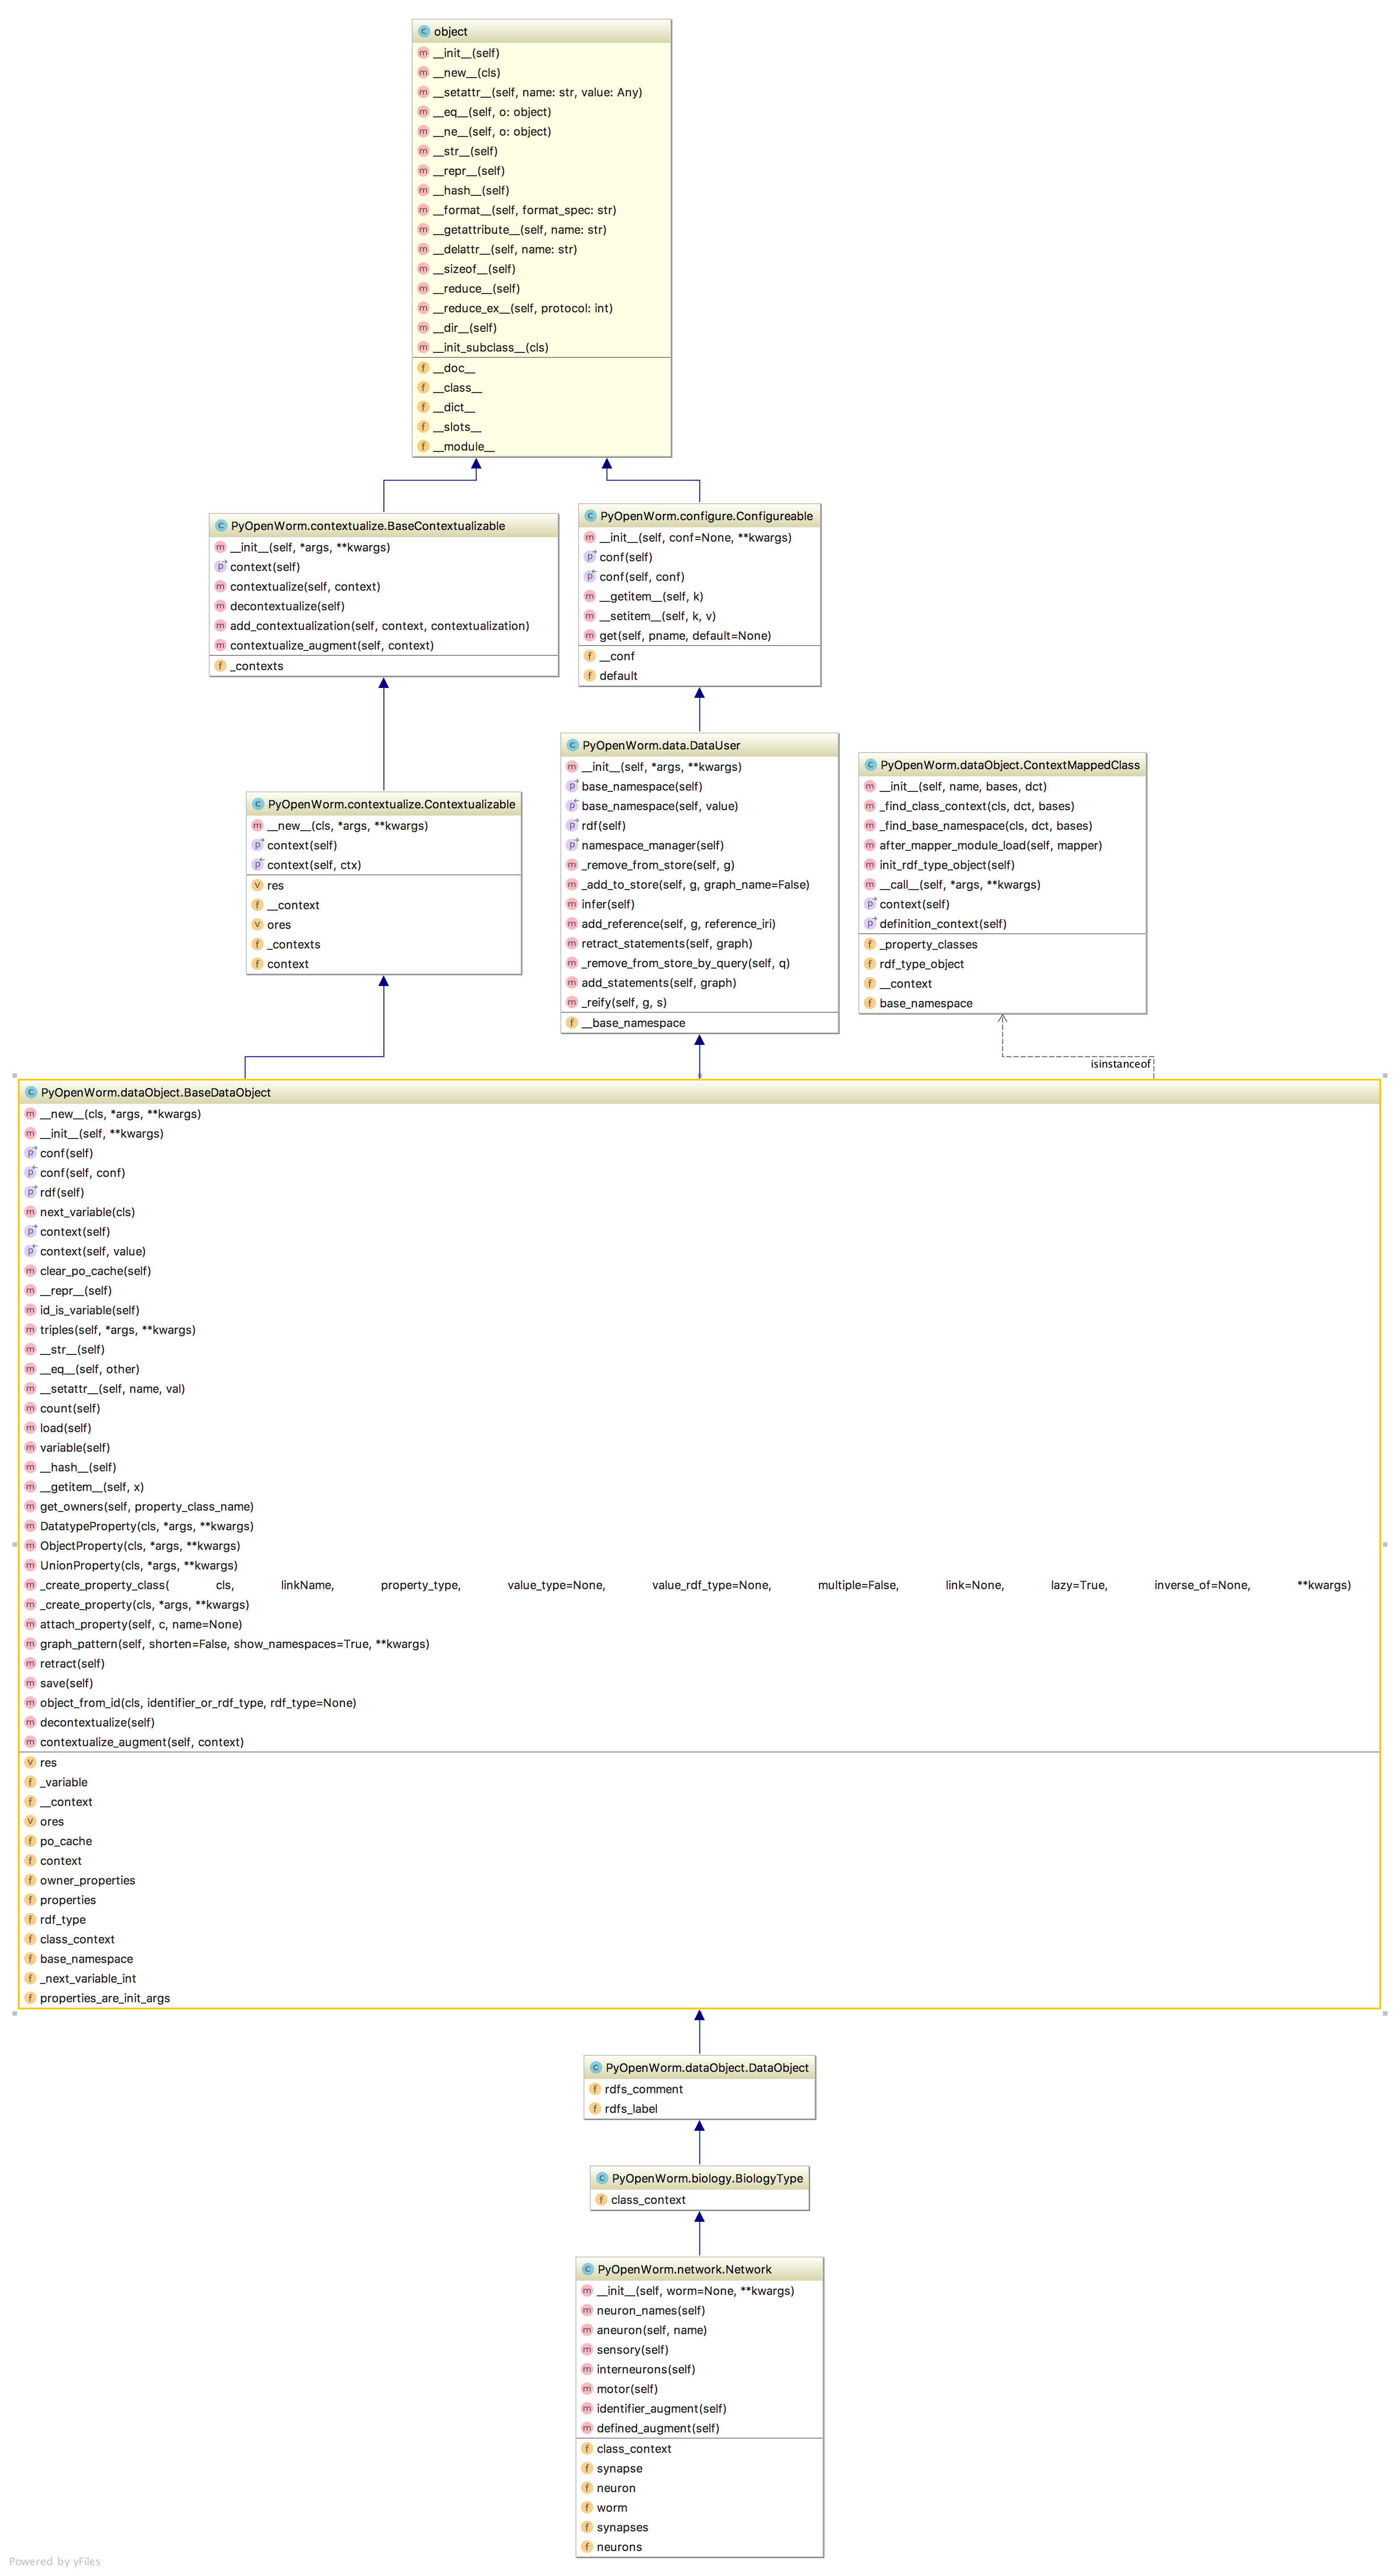 object
__init__(self)
__new__(cls)
__setattr__(self, name: str, value: Any)
__eq__(self, o: object)
__ne__(self, o: object)
__str__(self)
__repr__(self)
__hash__(self)
__format__(self, format_spec: str)
__getattribute__(self, name: str)
__delattr__(self, name: str)
__sizeof__(self)
__reduce__(self)
__reduce_ex__(self, protocol: int)
__dir__(self)
__init_subclass__(cls)
__doc__
__class__
__dict__
__slots__
__module__
PyOpenWorm.contextualize.BaseContextualizable
__init__(self, *args, **kwargs)
context(self)
contextualize(self, context)
decontextualize(self)
add_contextualization(self, context, contextualization)
contextualize_augment(self, context)
_contexts
PyOpenWorm.configure.Configureable
__init__(self, conf=None, **kwargs)
conf(self)
conf(self, conf)
__getitem__(self, k)
__setitem__(self, k, v)
get(self, pname, default=None)
__conf
default
PyOpenWorm.contextualize.Contextualizable
__new__(cls, *args, **kwargs)
context(self)
context(self, ctx)
res
__context
ores
_contexts
context
PyOpenWorm.data.DataUser
__init__(self, *args, **kwargs)
base_namespace(self)
base_namespace(self, value)
rdf(self)
namespace_manager(self)
_remove_from_store(self, g)
_add_to_store(self, g, graph_name=False)
infer(self)
add_reference(self, g, reference_iri)
retract_statements(self, graph)
_remove_from_store_by_query(self, q)
add_statements(self, graph)
_reify(self, g, s)
__base_namespace
PyOpenWorm.dataObject.ContextMappedClass
__init__(self, name, bases, dct)
_find_class_context(cls, dct, bases)
_find_base_namespace(cls, dct, bases)
after_mapper_module_load(self, mapper)
init_rdf_type_object(self)
__call__(self, *args, **kwargs)
context(self)
definition_context(self)
_property_classes
rdf_type_object
__context
base_namespace
isinstanceof
PyOpenWorm.dataObject.BaseDataObject
__new__(cls, *args, **kwargs)
__init__(self, **kwargs)
conf(self)
conf(self, conf)
rdf(self)
next_variable(cls)
context(self)
context(self, value)
clear_po_cache(self)
__repr__(self)
id_is_variable(self)
triples(self, *args, **kwargs)
__str__(self)
__eq__(self, other)
__setattr__(self, name, val)
count(self)
load(self)
variable(self)
__hash__(self)
__getitem__(self, x)
get_owners(self, property_class_name)
DatatypeProperty(cls, *args, **kwargs)
ObjectProperty(cls, *args, **kwargs)
UnionProperty(cls, *args, **kwargs)
_create_property_class( cls, linkName, property_type, value_type=None, value_rdf_type=None, multiple=False, link=None, lazy=True, inverse_of=None, **kwargs)
_create_property(cls, *args, **kwargs)
attach_property(self, c, name=None)
graph_pattern(self, shorten=False, show_namespaces=True, **kwargs)
retract(self)
save(self)
object_from_id(cls, identifier_or_rdf_type, rdf_type=None)
decontextualize(self)
contextualize_augment(self, context)
res
_variable
__context
ores
po_cache
context
owner_properties
properties
rdf_type
class_context
base_namespace
_next_variable_int
properties_are_init_args
PyOpenWorm.dataObject.DataObject
rdfs_comment
rdfs_label
PyOpenWorm.biology.BiologyType
class_context
PyOpenWorm.network.Network
__init__(self, worm=None, **kwargs)
neuron_names(self)
aneuron(self, name)
sensory(self)
interneurons(self)
motor(self)
identifier_augment(self)
defined_augment(self)
class_context
synapse
neuron
worm
synapses
neurons
Powered by yFiles